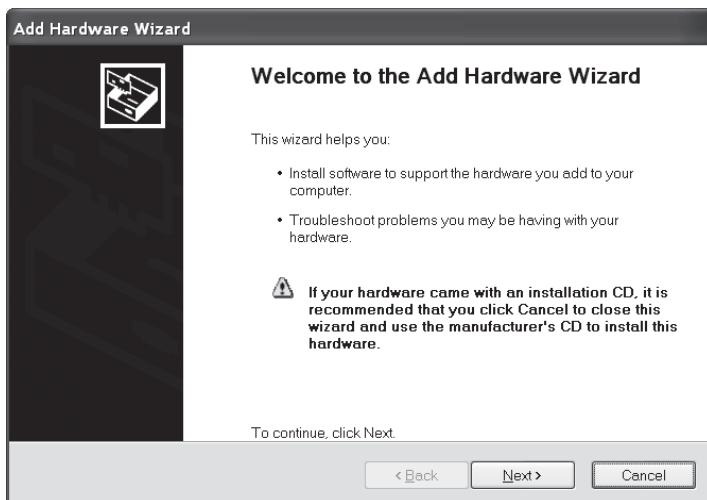 Add Hardware Wizard
Welcome to the Add Hardware Wizard
This wizard helps you:
• Install software to support the hardware you add to your
computer.
• Troubleshoot problems you may be having with your
hardware.
If your hardware came with an installation CD, it is
recommended that you click Cancel to close this
wizard and use the manufacturer's CD to install this
hardware.
To continue, click Next.
< Back Next > Cancel